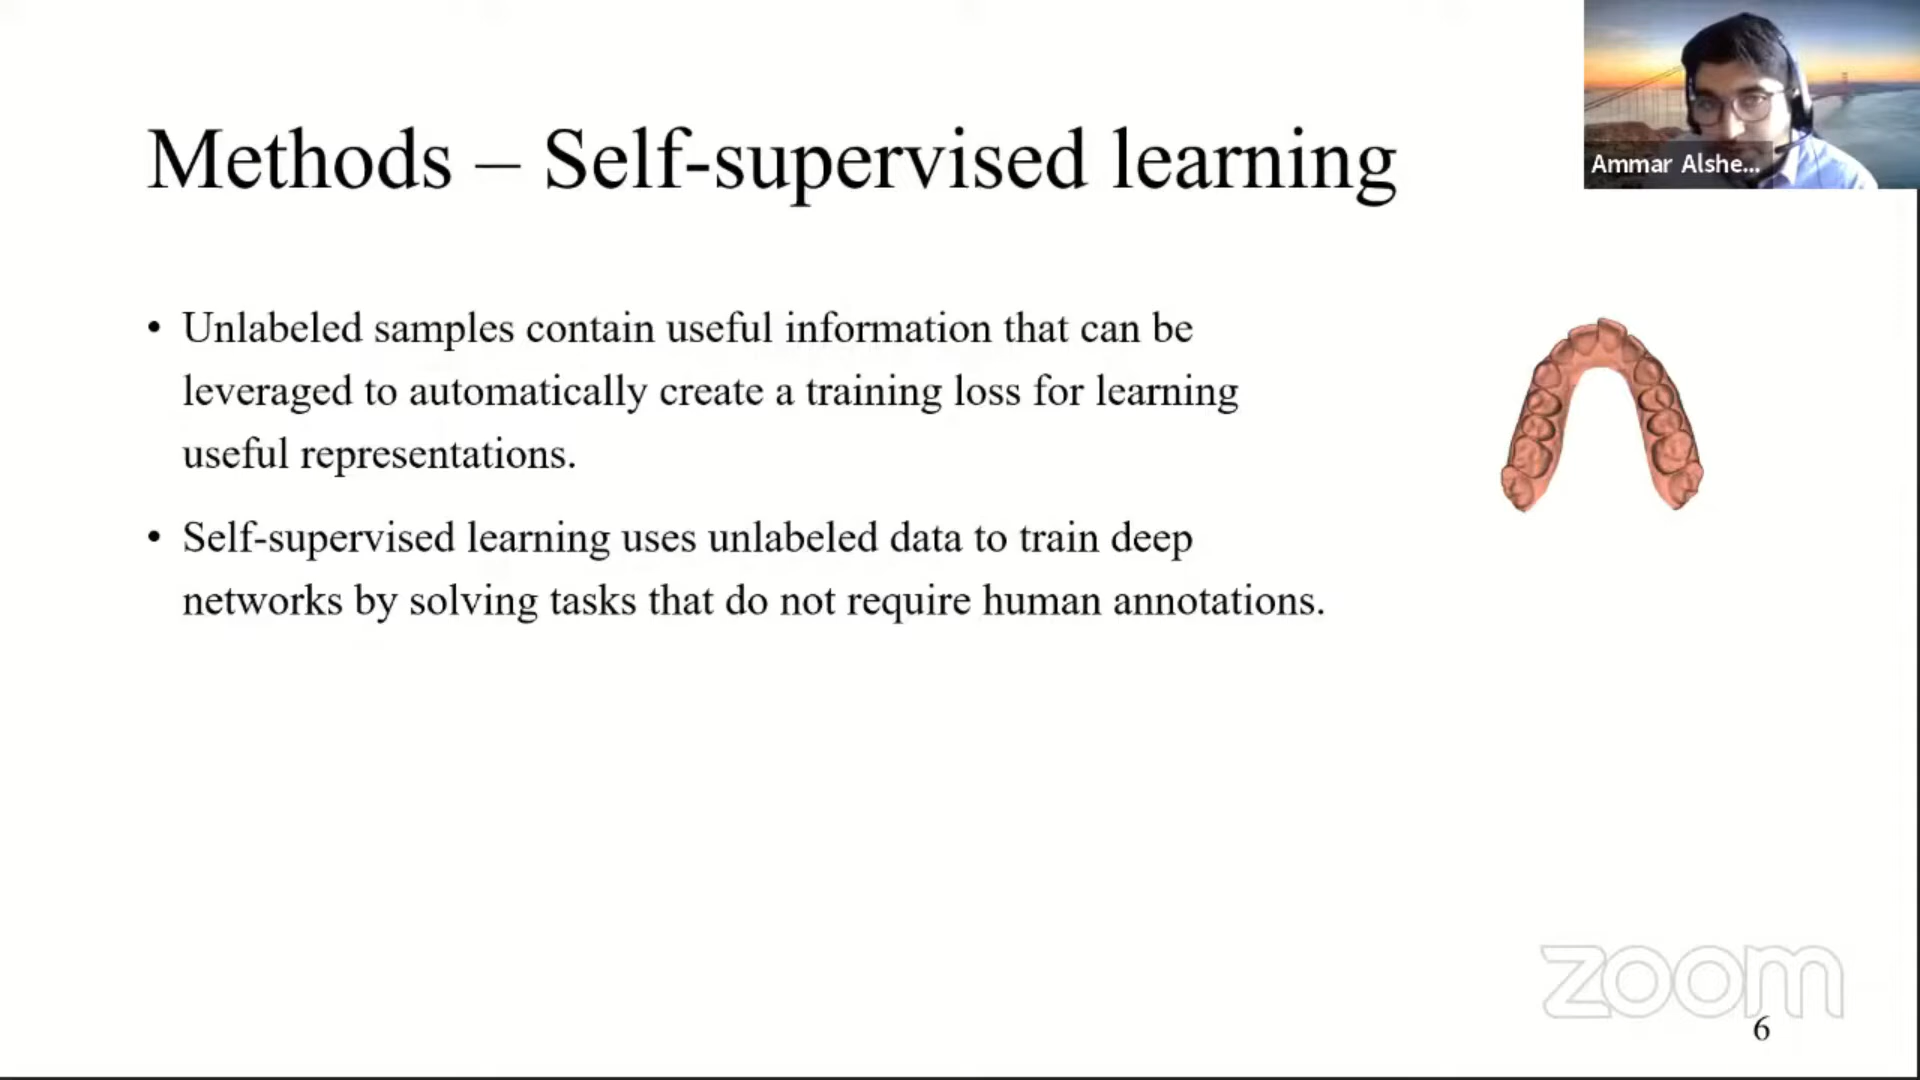 Methods – Self-supervised learning
Ammar Alshe...
• Unlabeled samples contain useful information that can be
leveraged to automatically create a training loss for learning
useful representations.
• Self-supervised learning uses unlabeled data to train deep
networks by solving tasks that do not require human annotations.
zoom
6